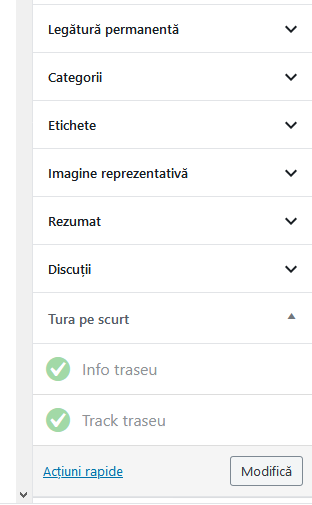 Legătură permanentă
Categorii
Etichete
Imagine reprezentativă
Rezumat
Discuții
Tura pe scurt
Info traseu
Track traseu
Acțiuni rapide
Modifică